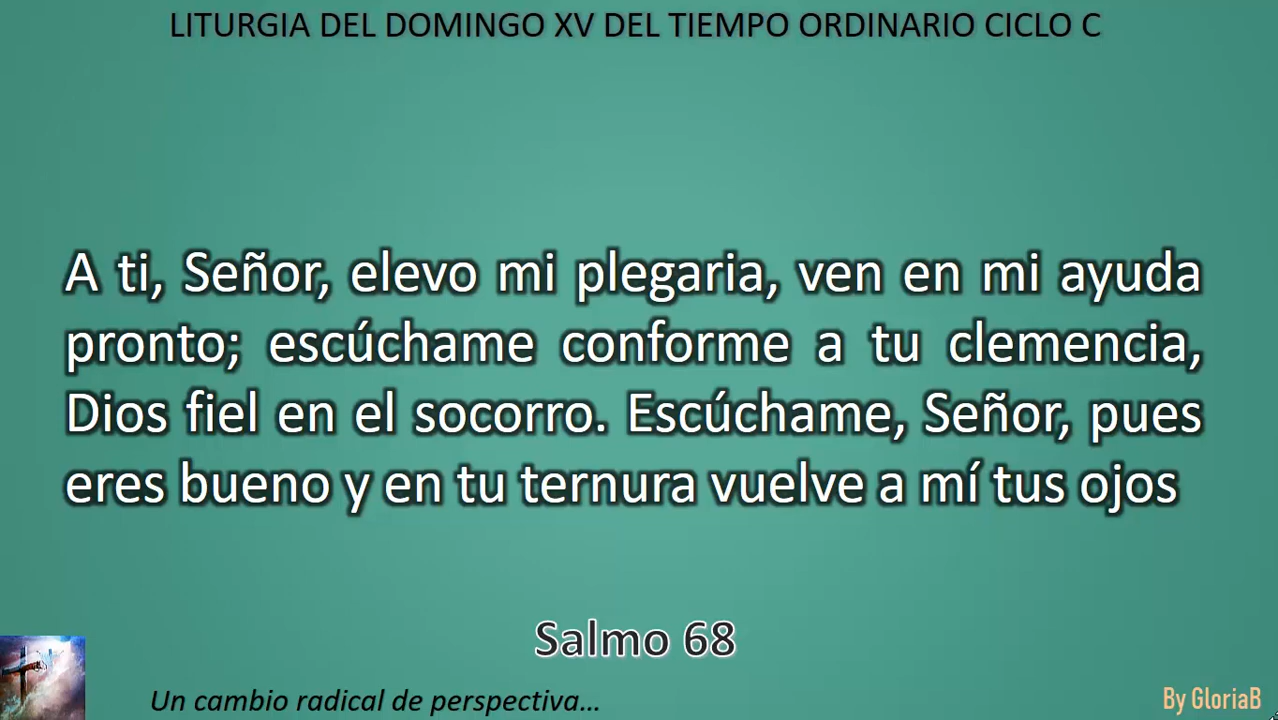 LITURGIA DEL DOMINGO XV DEL TIEMPO ORDINARIO CICLO C
A ti, Señor, elevo mi plegaria, ven en mi ayuda
pronto; escúchame conforme a tu clemencia,
Dios fiel en el socorro. Escúchame, Señor, pues
eres bueno y en tu ternura vuelve a mí tus ojos
Salmo 68
Un cambio radical de perspectiva...
By GloriaB